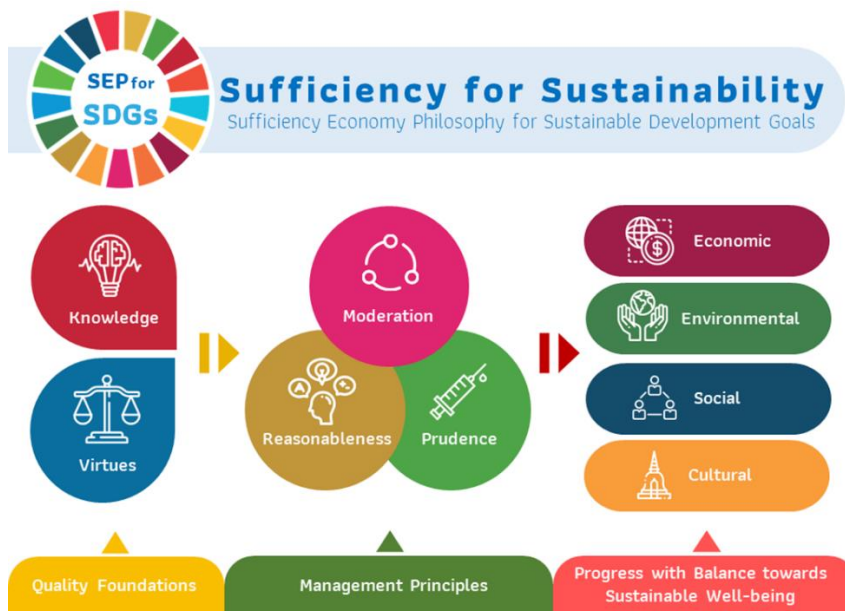 SEP for
SDGs
Sufficiency for Sustainability
Sufficiency Economy Philosophy for Sustainable Development Goals
Knowledge
Virtues
Moderation
Reasonableness
Prudence
Economic
Environmental
Social
Cultural
Quality Foundations
Management Principles
Progress with Balance towards
Sustainable Well-being